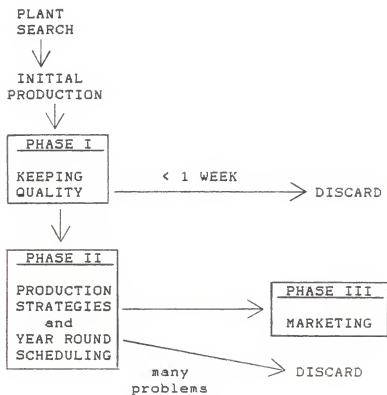 PLANT
SEARCH
INITIAL
PRODUCTION
PHASE I
KEEPING
QUALITY
< 1 WEEK
DISCARD
PHASE II
PRODUCTION
STRATEGIES
and
YEAR ROUND
SCHEDULING
PHASE III
MARKETING
many
problems
DISCARD